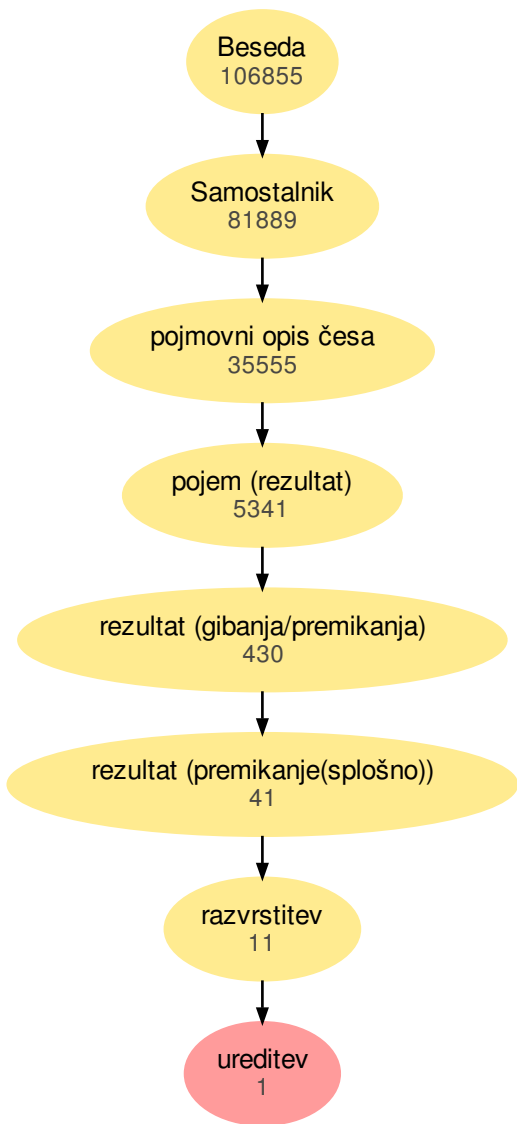 Beseda
106855
Samostalnik
81889
pojmovni opis česa
35555
pojem (rezultat)
5341
rezultat (gibanja/premikanja)
430
rezultat (premikanje(splošno))
41
razvrstitev
11
ureditev
1